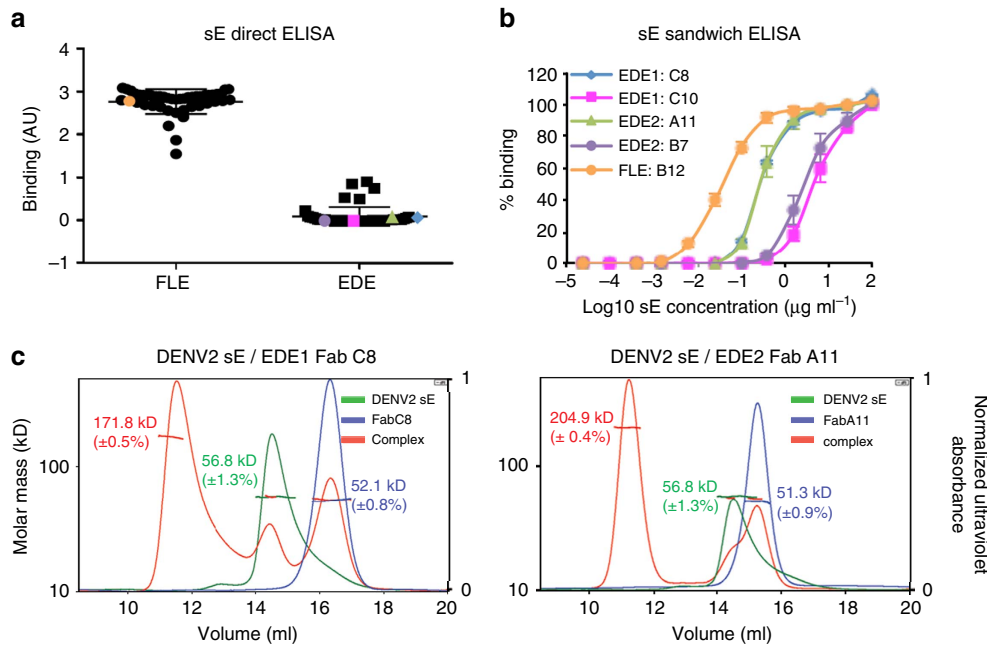 a
sE direct ELISA
Binding (AU)
4
3
2
1
0
–1
FLE
EDE
b
sE sandwich ELISA
% binding
120
100
80
60
40
20
0
EDE1: C8
EDE1: C10
EDE2: A11
EDE2: B7
FLE: B12
–5 –4 –3 –2 –1 0 1 2
Log10 sE concentration (µg ml⁻¹)
c
DENV2 sE / EDE1 Fab C8
Molar mass (kD)
100
10
1
0
171.8 kD
(±0.5%)
56.8 kD
(±1.3%)
52.1 kD
(±0.8%)
DENV2 sE
FabC8
Complex
10 12 14 16 18 20
Volume (ml)
DENV2 sE / EDE2 Fab A11
100
10
1
0
204.9 kD
(± 0.4%)
56.8 kD
(±1.3%)
51.3 kD
(±0.9%)
DENV2 sE
FabA11
complex
10 12 14 16 18 20
Volume (ml)
Normalized ultraviolet
absorbance